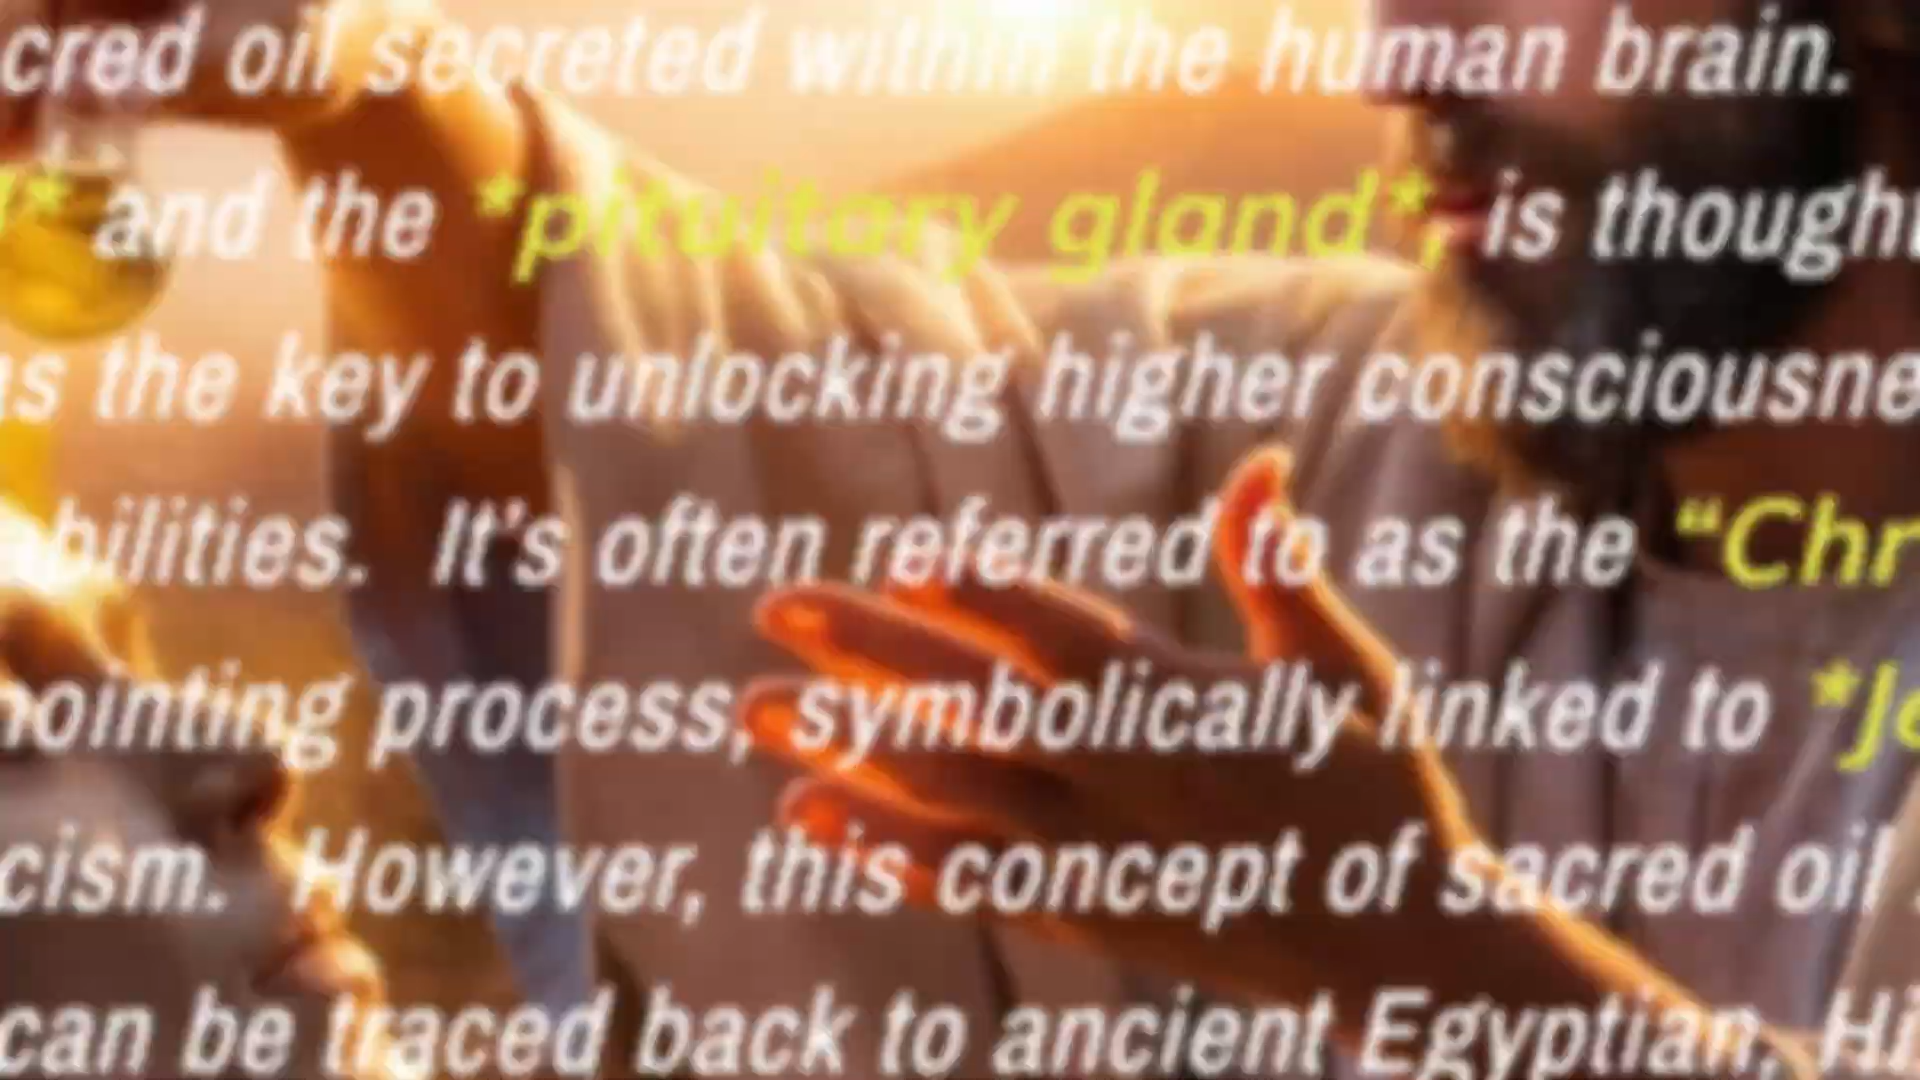 cred oil secreted within the human brain.
and the *pituitary gland*, is thought
the key to unlocking higher consciousne
bilities. It's often referred to as the “Chr
nointing process, symbolically linked to *Je
cism. However, this concept of sacred oil
can be traced back to ancient Egyptian, Hi